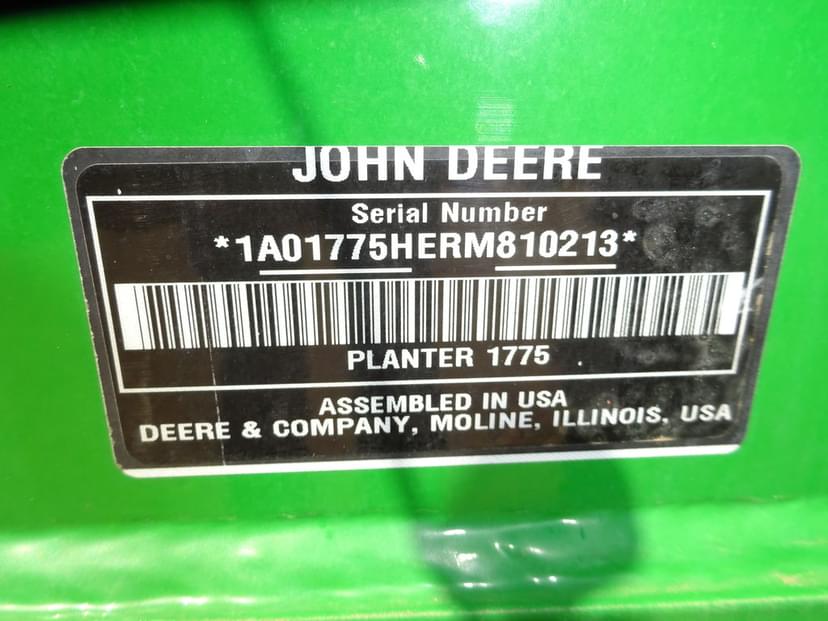 JOHN DEERE
Serial Number
*1A01775HERM810213*
PLANTER 1775
ASSEMBLED IN USA
DEERE & COMPANY, MOLINE, ILLINOIS, USA